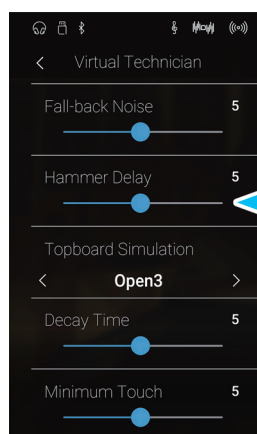 Virtual Technician
Fall-back Noise 5
Hammer Delay 5
Topboard Simulation
Open3
Decay Time 5
Minimum Touch 5